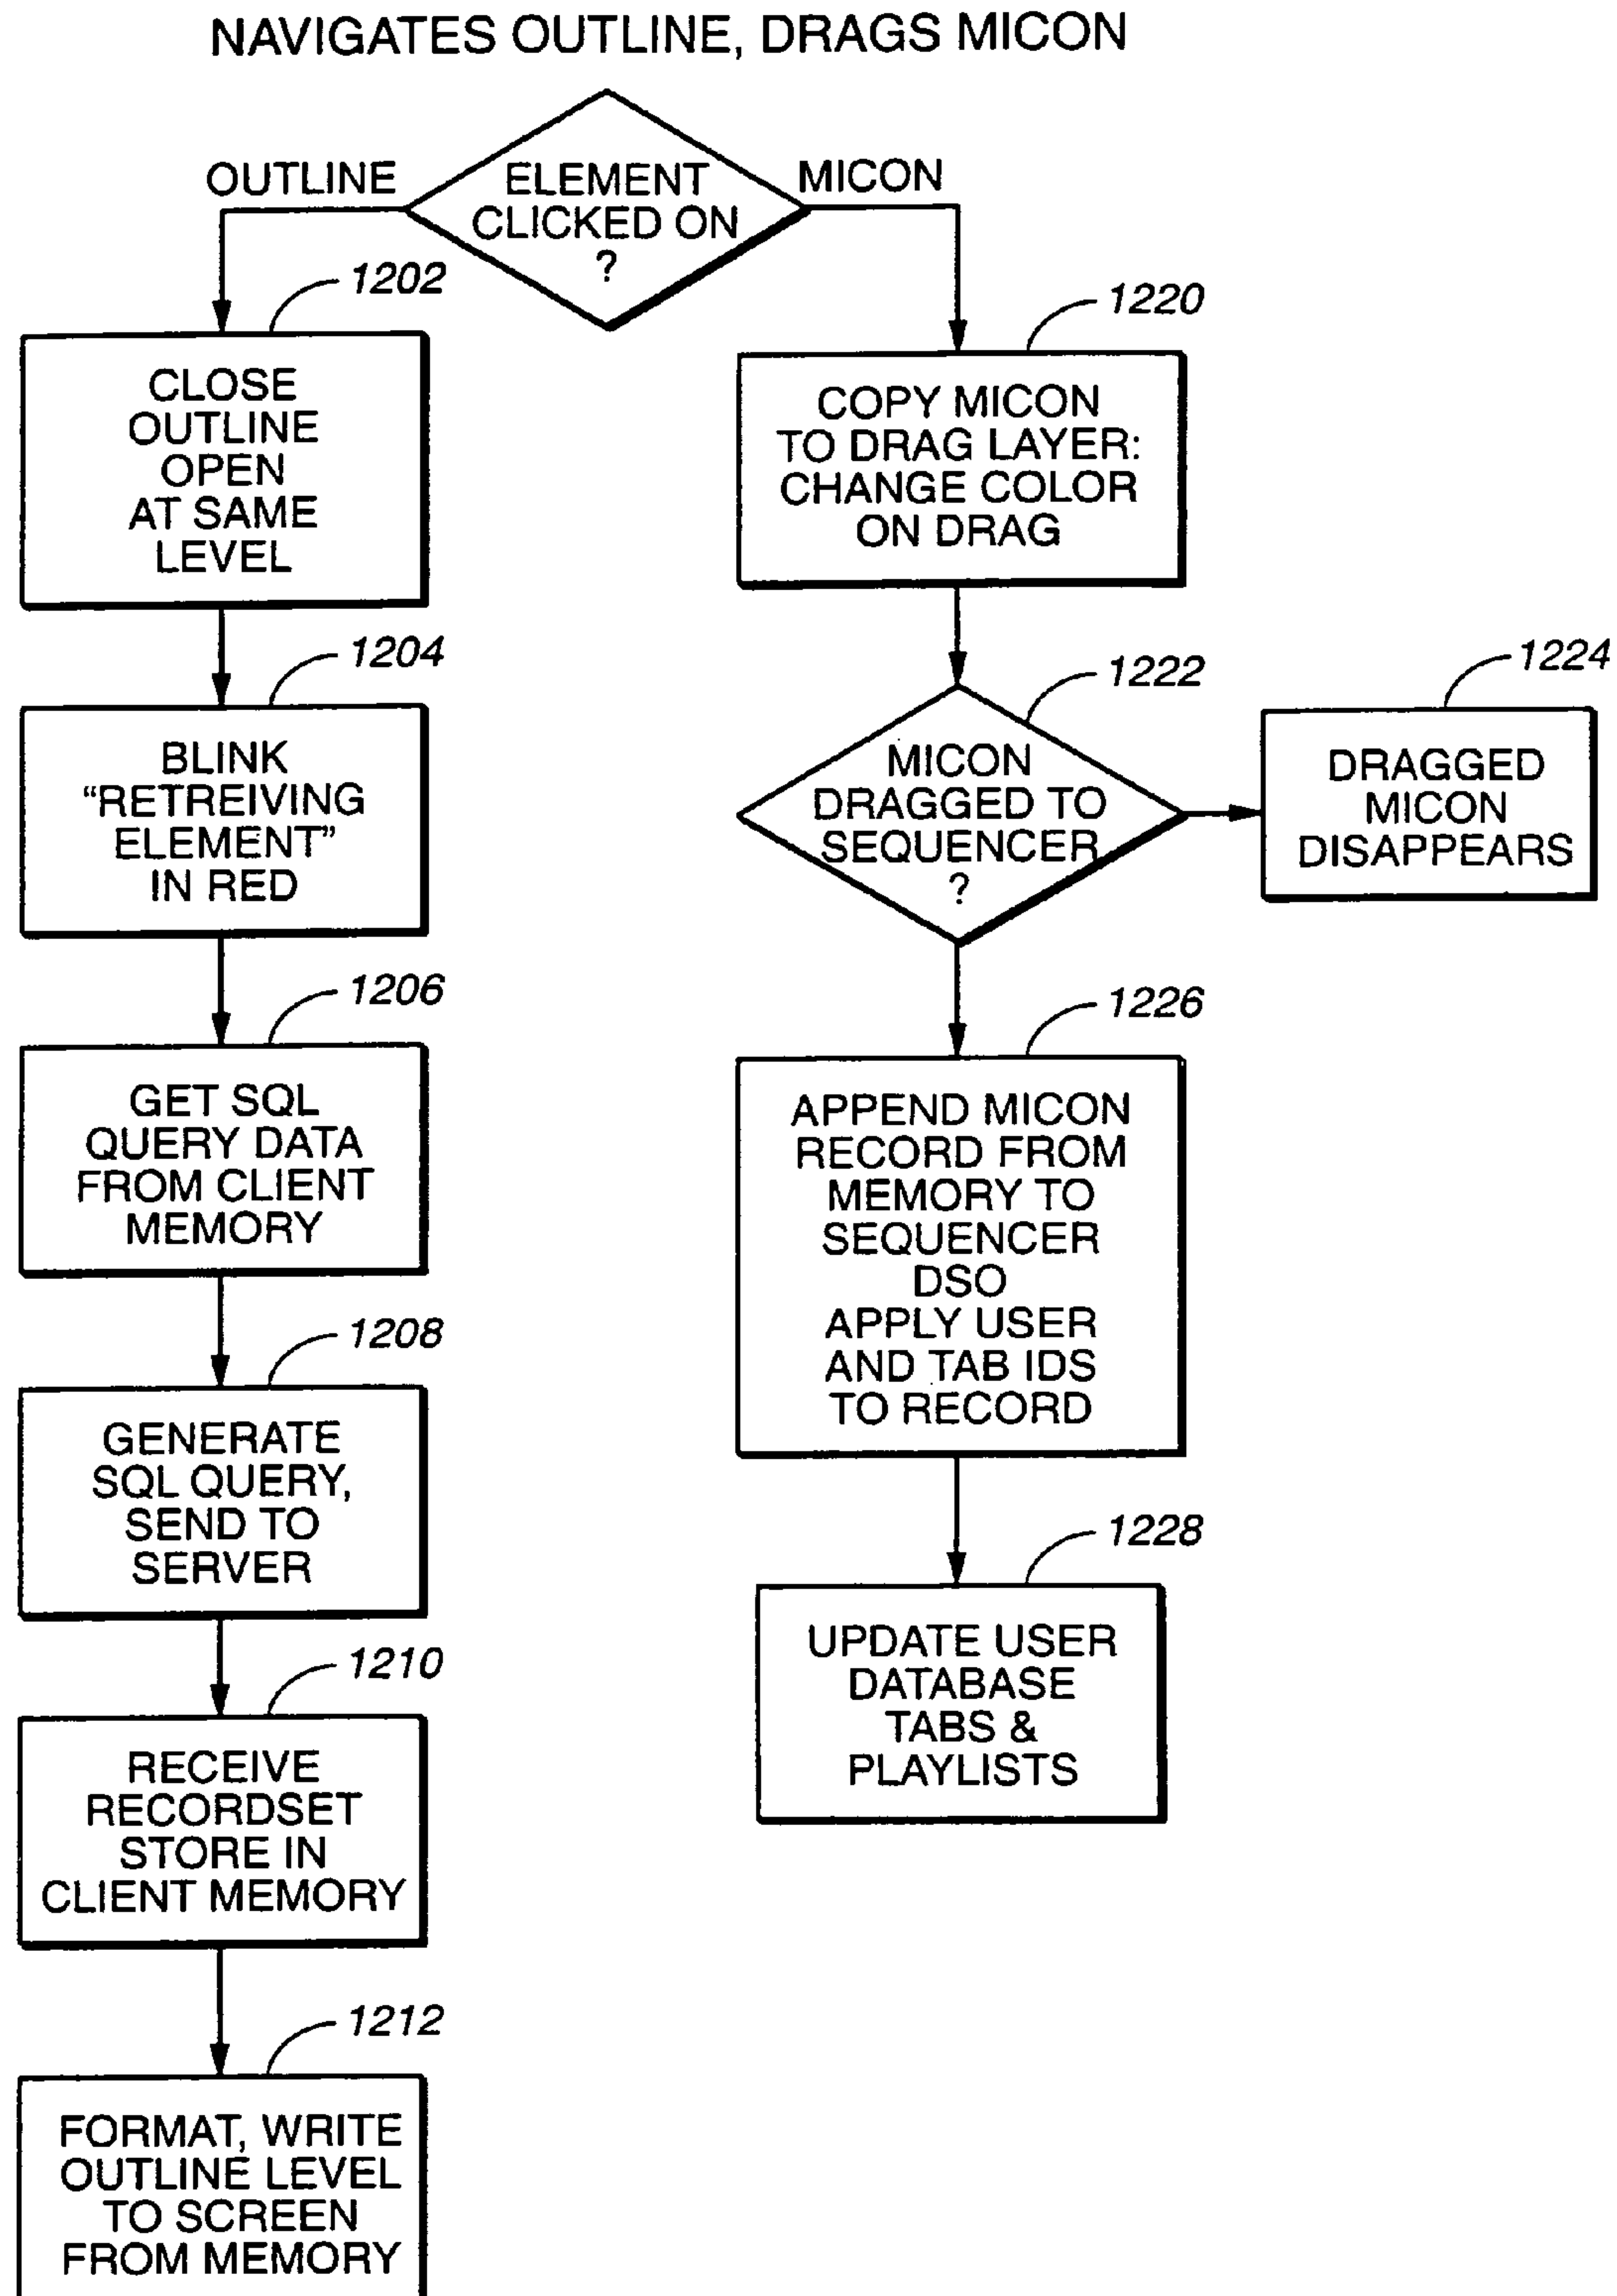 NAVIGATES OUTLINE, DRAGS MICON
OUTLINE
ELEMENT
CLICKED ON
?
MICON
1202
CLOSE
OUTLINE
OPEN
AT SAME
LEVEL
1204
BLINK
“RETREIVING
ELEMENT”
IN RED
1206
GET SQL
QUERY DATA
FROM CLIENT
MEMORY
1208
GENERATE
SQL QUERY,
SEND TO
SERVER
1210
RECEIVE
RECORDSET
STORE IN
CLIENT MEMORY
1212
FORMAT, WRITE
OUTLINE LEVEL
TO SCREEN
FROM MEMORY
1220
COPY MICON
TO DRAG LAYER:
CHANGE COLOR
ON DRAG
1222
MICON
DRAGGED TO
SEQUENCER
?
1224
DRAGGED
MICON
DISAPPEARS
1226
APPEND MICON
RECORD FROM
MEMORY TO
SEQUENCER
DSO
APPLY USER
AND TAB IDS
TO RECORD
1228
UPDATE USER
DATABASE
TABS &
PLAYLISTS